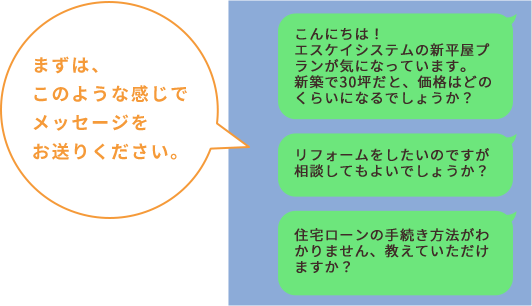 まずは、
このような感じで
メッセージを
お送りください。
こんにちは！
エスケイシステムの新平屋プ
ランが気になっています。
新築で30坪だと、価格はどの
くらいになるでしょうか？
リフォームをしたいのですが
相談してもよいでしょうか？
住宅ローンの手続き方法がわ
かりません、教えていただけ
ますか？